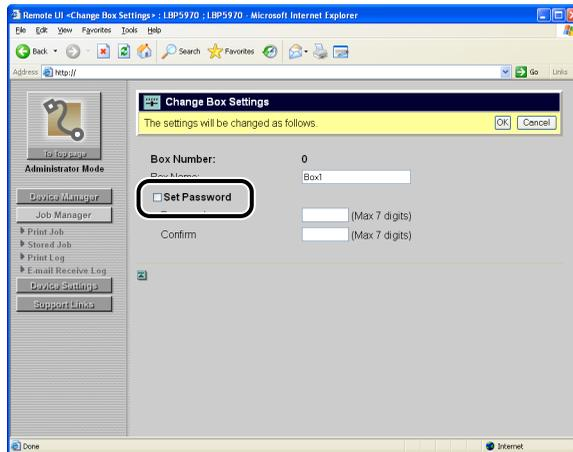 Remote UI <Change Box Settings> : LBP5970 ; LBP5970 - Microsoft Internet Explorer
File Edit View Favorites Tools Help
Back Search Favorites
Address http:// Go Links
To Top page
Administrator Mode
Device Manager
Job Manager
Print Job
Stored Job
Print Log
E-mail Receive Log
Device Settings
Support Links
Change Box Settings
The settings will be changed as follows. OK Cancel
Box Number: 0
Box Name: Box1
Set Password
(Max 7 digits)
Confirm (Max 7 digits)
Done Internet